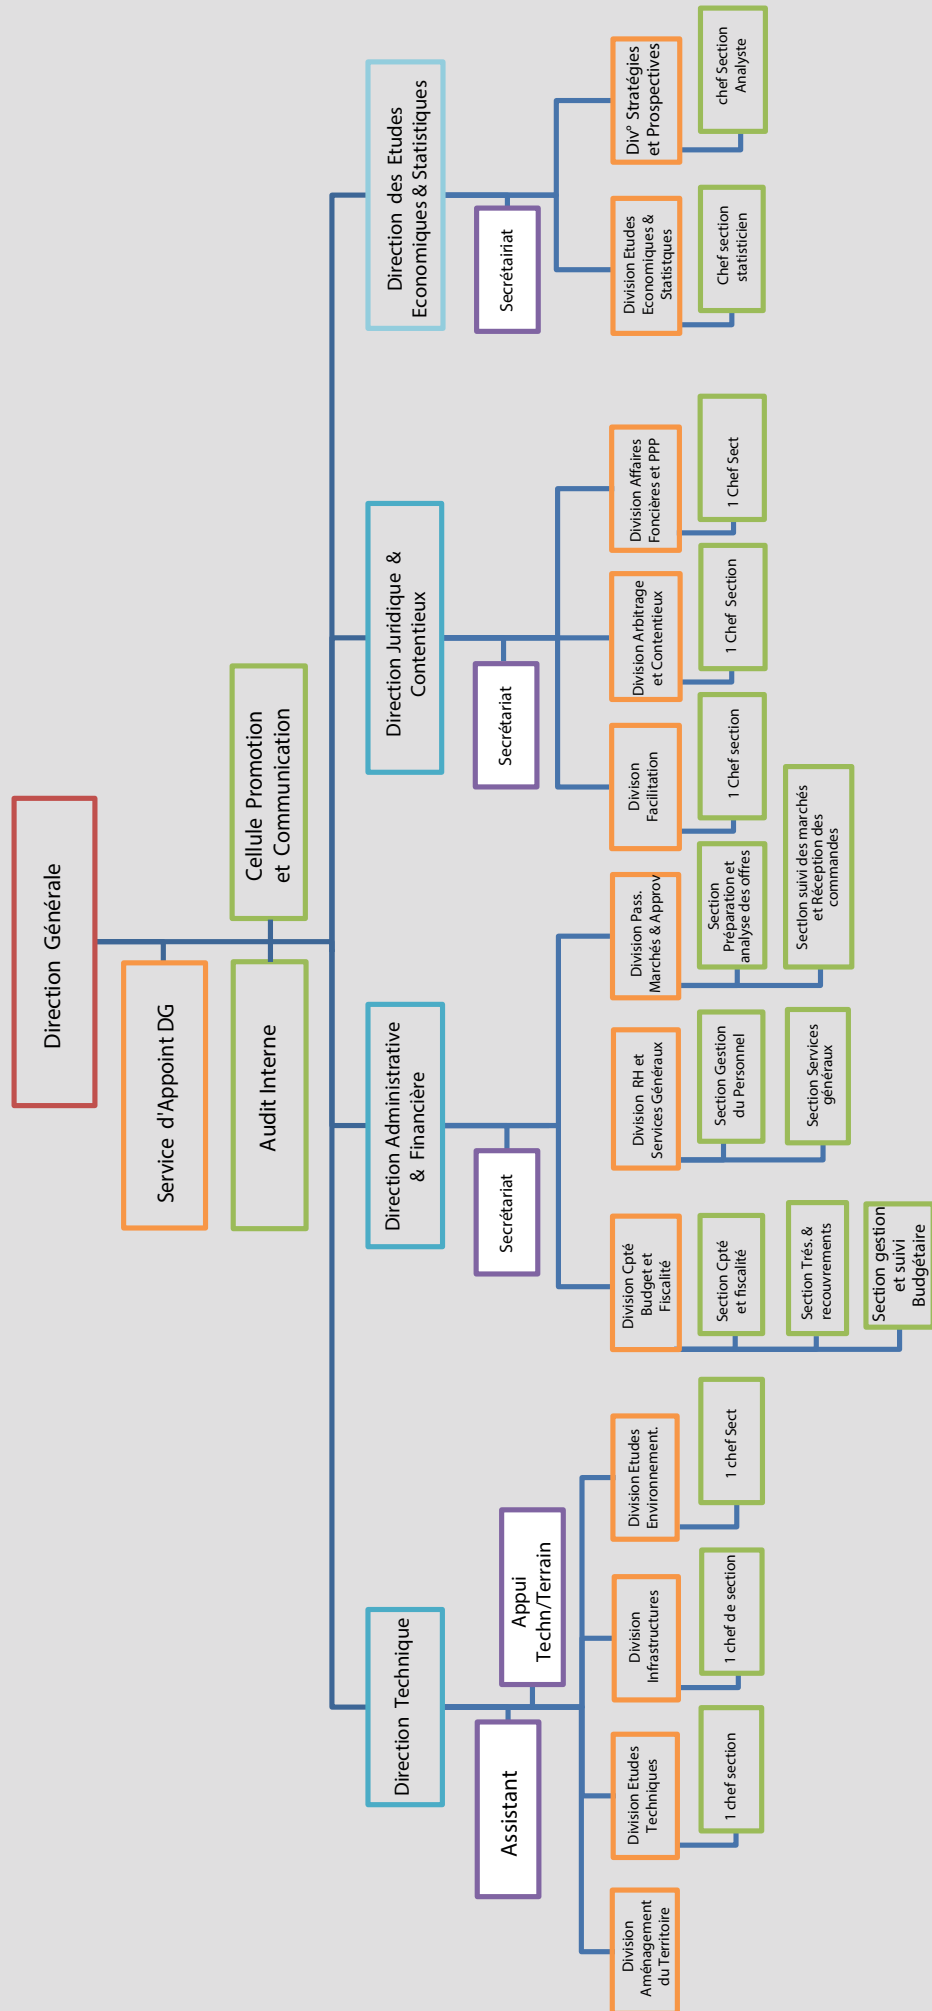 Direction Générale
Service d'Appoint DG
Cellule Promotion
et Communication
Audit Interne
Direction Technique
Direction Administrative
& Financière
Direction Juridique &
Contentieux
Direction des Etudes
Economiques & Statistiques
Assistant
Appui
Techn/Terrain
Secrétariat
Secrétariat
Secrétairiat
Division
Aménagement
du Territoire
Division Etudes
Techniques
Division
Infrastructures
Division Etudes
Environnement.
Division Cpté
Budget et
Fiscalité
Division RH et
Services Généraux
Division Pass.
Marchés & Approv
Divison
Facilitation
Division Arbitrage
et Contentieux
Division Affaires
Foncières et PPP
Division Etudes
Economiques &
Statistques
Div° Stratégies
et Prospectives
1 chef section
1 chef de section
1 chef Sect
Section Cpté
et fiscalité
Section Gestion
du Personnel
Section
Préparation et
analyse des offres
1 Chef section
1 Chef Section
1 Chef Sect
Chef section
statisticien
chef Section
Analyste
Section Trés. &
recouvrements
Section Services
généraux
Section suivi des marchés
et Réception des
commandes
Section gestion
et suivi
Budgétaire